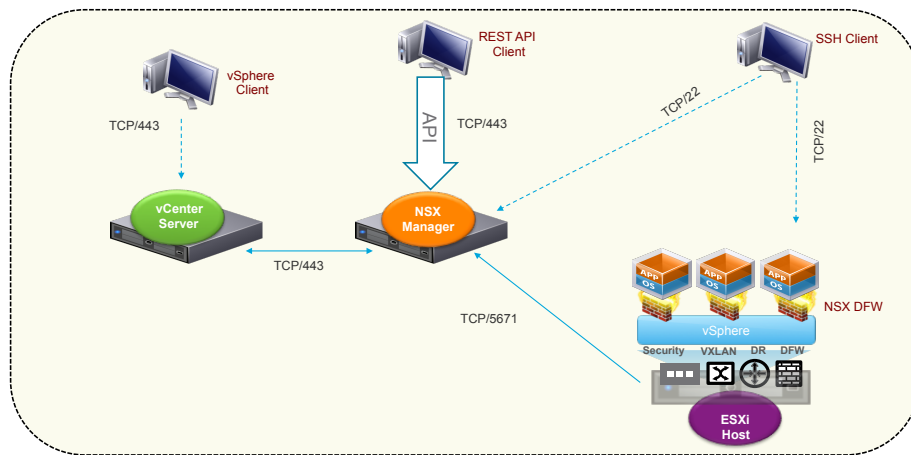 REST API
Client
SSH Client
vSphere
Client
TCP/443
API
TCP/443
TCP/22
TCP/22
vCenter
Server
NSX
Manager
TCP/443
TCP/5671
APP
OS
APP
OS
APP
OS
NSX DFW
vSphere
Security
VXLAN
DR
DFW
ESXi
Host